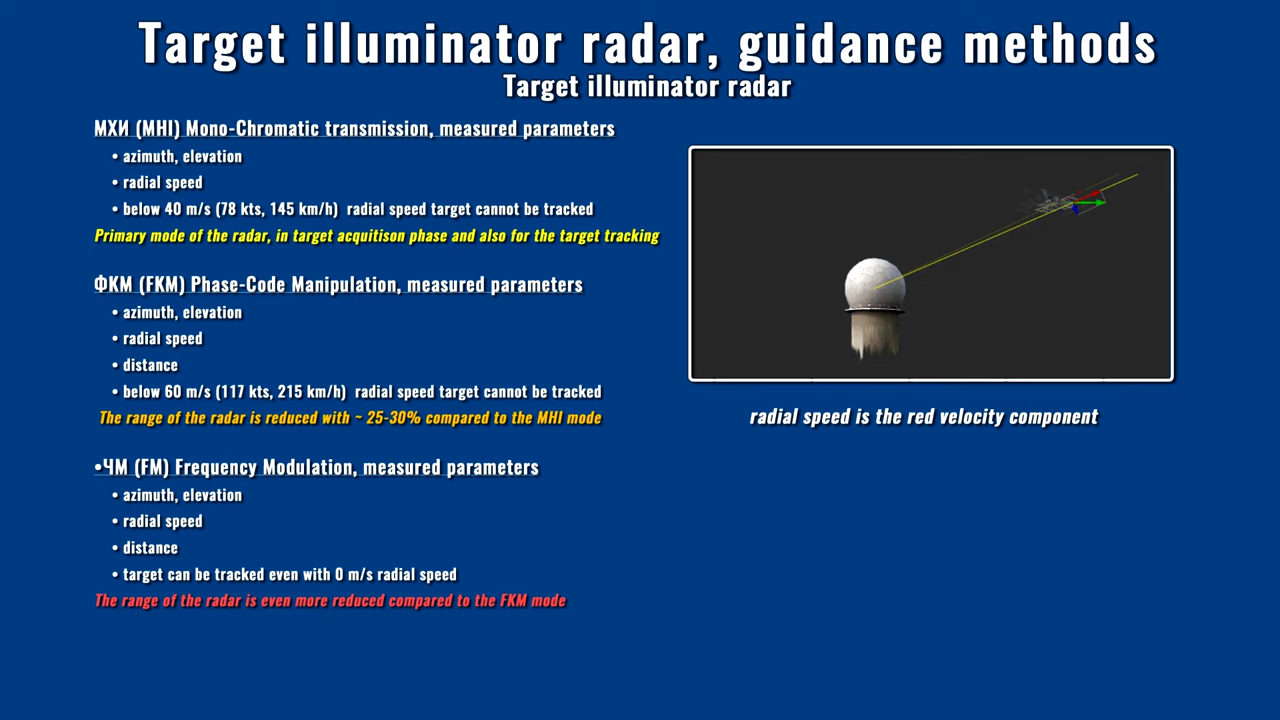 Target illuminator radar, guidance methods
Target illuminator radar
МХИ (MHI) Mono-Chromatic transmission, measured parameters
• azimuth, elevation
• radial speed
• below 40 m/s (78 kts, 145 km/h) radial speed target cannot be tracked
Primary mode of the radar, in target acquitison phase and also for the target tracking
ФКМ (FKM) Phase-Code Manipulation, measured parameters
• azimuth, elevation
• radial speed
• distance
• below 60 m/s (117 kts, 215 km/h) radial speed target cannot be tracked
The range of the radar is reduced with ~ 25-30% compared to the MHI mode
•ЧМ (FM) Frequency Modulation, measured parameters
• azimuth, elevation
• radial speed
• distance
• target can be tracked even with 0 m/s radial speed
The range of the radar is even more reduced compared to the FKM mode
radial speed is the red velocity component